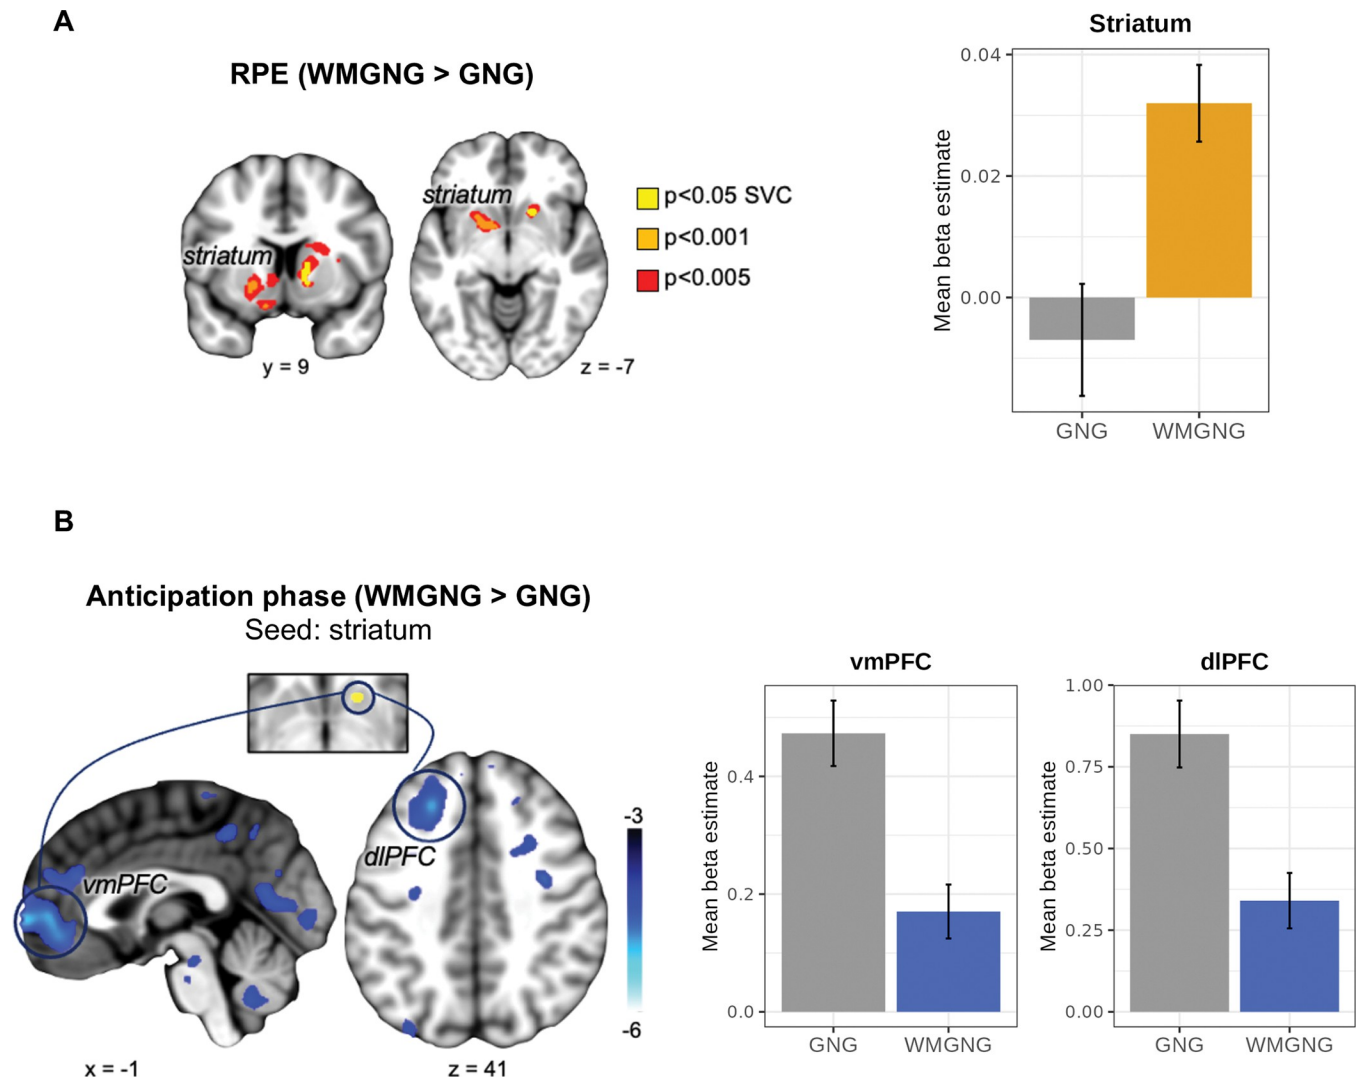 A
RPE (WMGNG > GNG)
striatum
striatum
y = 9
z = -7
p<0.05 SVC
p<0.001
p<0.005
Striatum
Mean beta estimate
0.04
0.02
0.00
GNG
WMGNG
B
Anticipation phase (WMGNG > GNG)
Seed: striatum
vmPFC
dlPFC
x = -1
z = 41
-3
-6
vmPFC
Mean beta estimate
0.4
0.2
0.0
GNG
WMGNG
dlPFC
Mean beta estimate
1.00
0.75
0.50
0.25
0.00
GNG
WMGNG